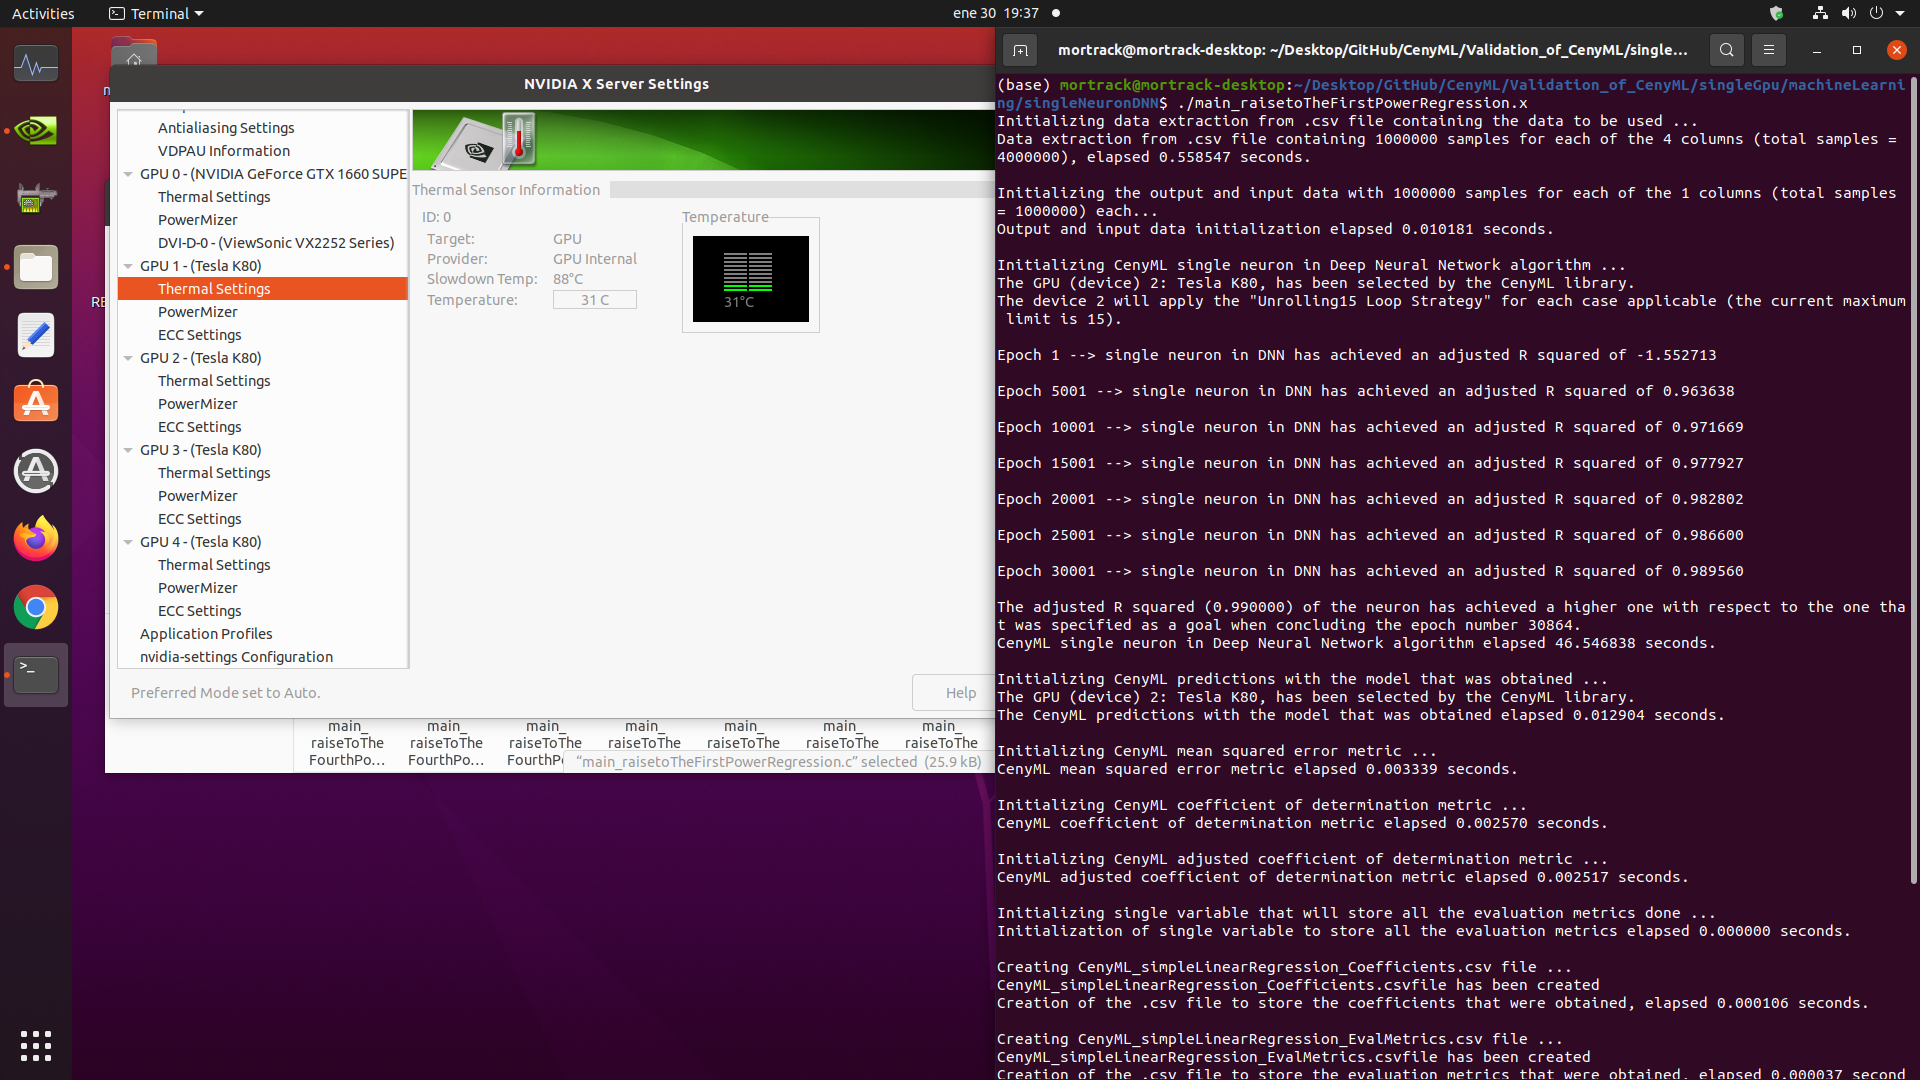 Activities
Terminal
ene 30 19:37
NVIDIA X Server Settings
Antialiasing Settings
VDPAU Information
GPU 0 - (NVIDIA GeForce GTX 1660 SUPE
Thermal Settings
PowerMizer
DVI-D-0 - (ViewSonic VX2252 Series)
GPU 1 - (Tesla K80)
Thermal Settings
PowerMizer
ECC Settings
GPU 2 - (Tesla K80)
Thermal Settings
PowerMizer
ECC Settings
GPU 3 - (Tesla K80)
Thermal Settings
PowerMizer
ECC Settings
GPU 4 - (Tesla K80)
Thermal Settings
PowerMizer
ECC Settings
Application Profiles
nvidia-settings Configuration
Thermal Sensor Information
ID: 0
Target: GPU
Provider: GPU Internal
Slowdown Temp: 88°C
Temperature: 31 C
Temperature
31°C
Preferred Mode set to Auto.
Help
RE
main_ main_ main_ main_ main_ main_ main_
raiseToThe raiseToThe raiseToThe raiseToThe raiseToThe raiseToThe raiseToThe
FourthPo... FourthPo... FourthP
“main_raisetoTheFirstPowerRegression.c” selected (25.9 kB)
mortrack@mortrack-desktop: ~/Desktop/GitHub/CenyML/Validation_of_CenyML/single...
(base) mortrack@mortrack-desktop:~/Desktop/GitHub/CenyML/Validation_of_CenyML/singleGpu/machineLearni
ng/singleNeuronDNN$ ./main_raisetoTheFirstPowerRegression.x
Initializing data extraction from .csv file containing the data to be used ...
Data extraction from .csv file containing 1000000 samples for each of the 4 columns (total samples =
4000000), elapsed 0.558547 seconds.
Initializing the output and input data with 1000000 samples for each of the 1 columns (total samples
= 1000000) each...
Output and input data initialization elapsed 0.010181 seconds.
Initializing CenyML single neuron in Deep Neural Network algorithm ...
The GPU (device) 2: Tesla K80, has been selected by the CenyML library.
The device 2 will apply the "Unrolling15 Loop Strategy" for each case applicable (the current maximum
limit is 15).
Epoch 1 --> single neuron in DNN has achieved an adjusted R squared of -1.552713
Epoch 5001 --> single neuron in DNN has achieved an adjusted R squared of 0.963638
Epoch 10001 --> single neuron in DNN has achieved an adjusted R squared of 0.971669
Epoch 15001 --> single neuron in DNN has achieved an adjusted R squared of 0.977927
Epoch 20001 --> single neuron in DNN has achieved an adjusted R squared of 0.982802
Epoch 25001 --> single neuron in DNN has achieved an adjusted R squared of 0.986600
Epoch 30001 --> single neuron in DNN has achieved an adjusted R squared of 0.989560
The adjusted R squared (0.990000) of the neuron has achieved a higher one with respect to the one tha
t was specified as a goal when concluding the epoch number 30864.
CenyML single neuron in Deep Neural Network algorithm elapsed 46.546838 seconds.
Initializing CenyML predictions with the model that was obtained ...
The GPU (device) 2: Tesla K80, has been selected by the CenyML library.
The CenyML predictions with the model that was obtained elapsed 0.012904 seconds.
Initializing CenyML mean squared error metric ...
CenyML mean squared error metric elapsed 0.003339 seconds.
Initializing CenyML coefficient of determination metric ...
CenyML coefficient of determination metric elapsed 0.002570 seconds.
Initializing CenyML adjusted coefficient of determination metric ...
CenyML adjusted coefficient of determination metric elapsed 0.002517 seconds.
Initializing single variable that will store all the evaluation metrics done ...
Initialization of single variable to store all the evaluation metrics elapsed 0.000000 seconds.
Creating CenyML_simpleLinearRegression_Coefficients.csv file ...
CenyML_simpleLinearRegression_Coefficients.csvfile has been created
Creation of the .csv file to store the coefficients that were obtained, elapsed 0.000106 seconds.
Creating CenyML_simpleLinearRegression_EvalMetrics.csv file ...
CenyML_simpleLinearRegression_EvalMetrics.csvfile has been created
Creation of the .csv file to store the evaluation metrics that were obtained, elapsed 0.000037 second